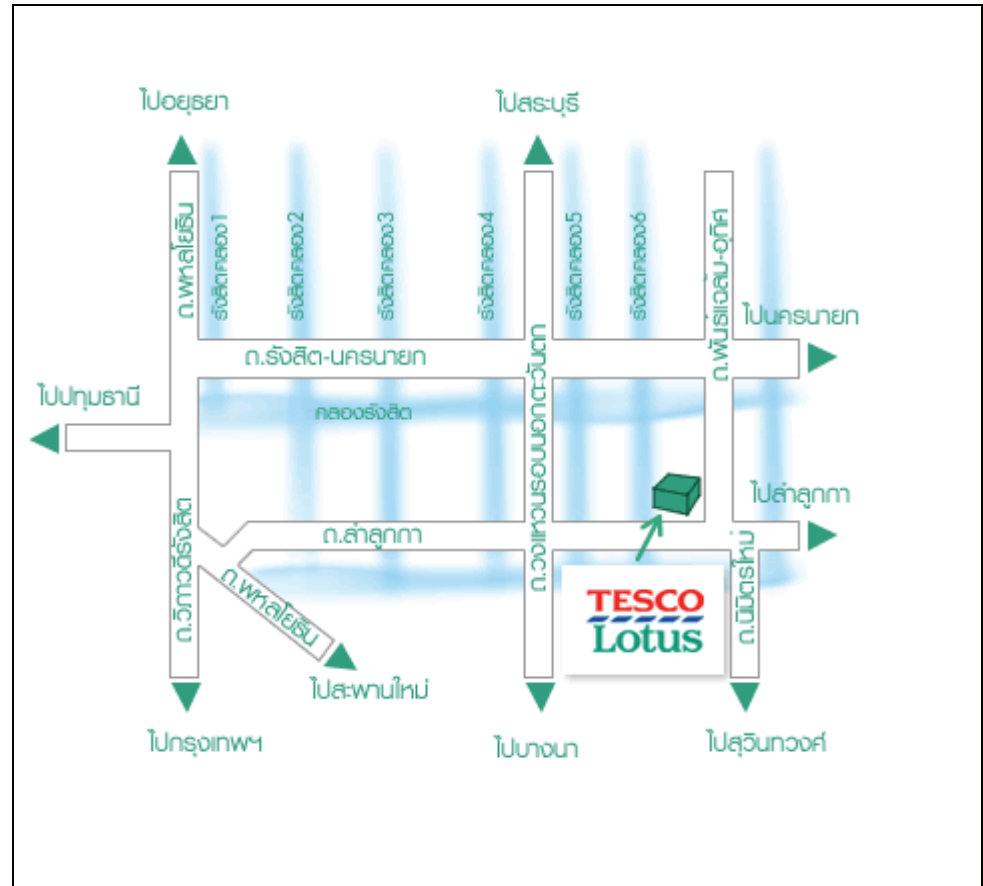 ไปอยุธยา
ไปสระบุรี
ถ.พหลโยธิน
รังสิตคลอง1
รังสิตคลอง2
รังสิตคลอง3
รังสิตคลอง4
รังสิตคลอง5
รังสิตคลอง6
ถ.พันธ์เฉลิม-อุทิศ
ไปนครนายก
ถ.รังสิต-นครนายก
ไปปทุมธานี
คลองรังสิต
ถ.วงแหวนรอบนอกตะวันตก
ไปลำลูกกา
ถ.ลำลูกกา
ถ.วิภาวดีรังสิต
ถ.พหลโยธิน
TESCO
Lotus
ถ.นิมิตรใหม่
ไปสะพานใหม่
ไปกรุงเทพฯ
ไปบางนา
ไปสุวินทวงศ์